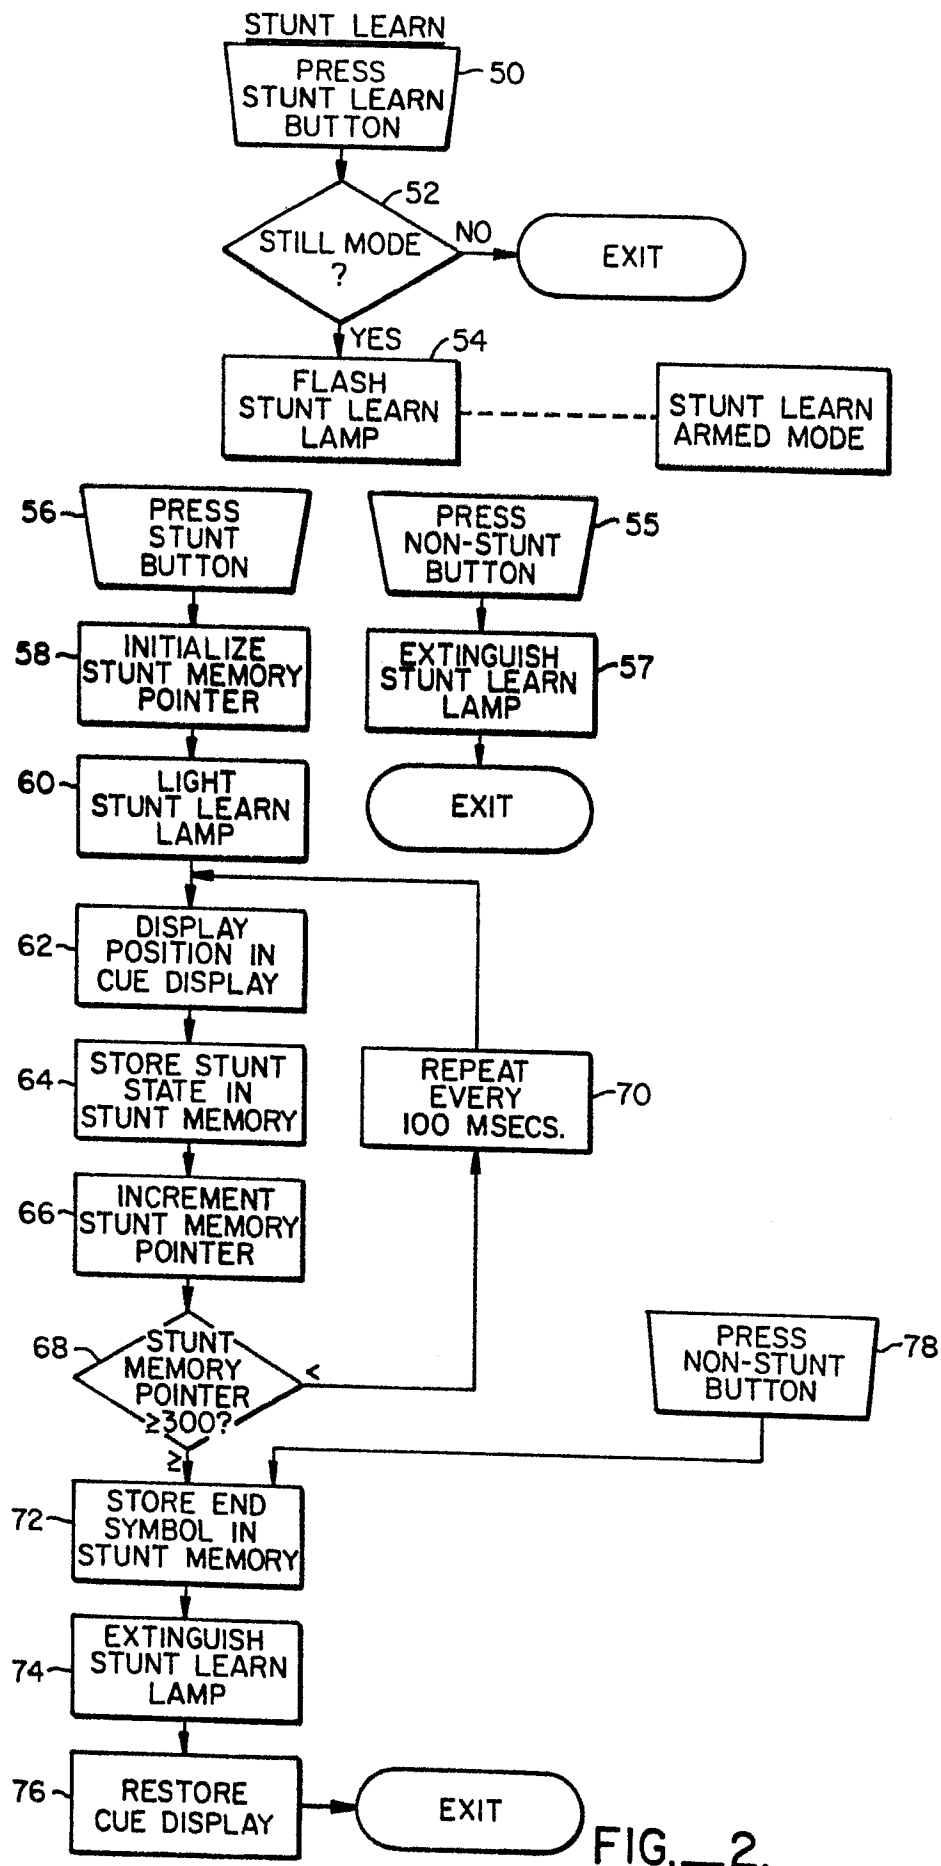 STUNT LEARN
PRESS
STUNT LEARN
BUTTON
50
52
STILL MODE
?
NO
EXIT
YES
54
FLASH
STUNT LEARN
LAMP
STUNT LEARN
ARMED MODE
56
PRESS
STUNT
BUTTON
PRESS
NON-STUNT
BUTTON
55
58
INITIALIZE
STUNT MEMORY
POINTER
EXTINGUISH
STUNT LEARN
LAMP
57
60
LIGHT
STUNT LEARN
LAMP
EXIT
62
DISPLAY
POSITION IN
CUE DISPLAY
64
STORE STUNT
STATE IN
STUNT MEMORY
REPEAT
EVERY
100 MSECS.
70
66
INCREMENT
STUNT MEMORY
POINTER
68
STUNT
MEMORY
POINTER
≥300?
<
≥
PRESS
NON-STUNT
BUTTON
78
72
STORE END
SYMBOL IN
STUNT MEMORY
74
EXTINGUISH
STUNT LEARN
LAMP
76
RESTORE
CUE DISPLAY
EXIT
FIG._2.